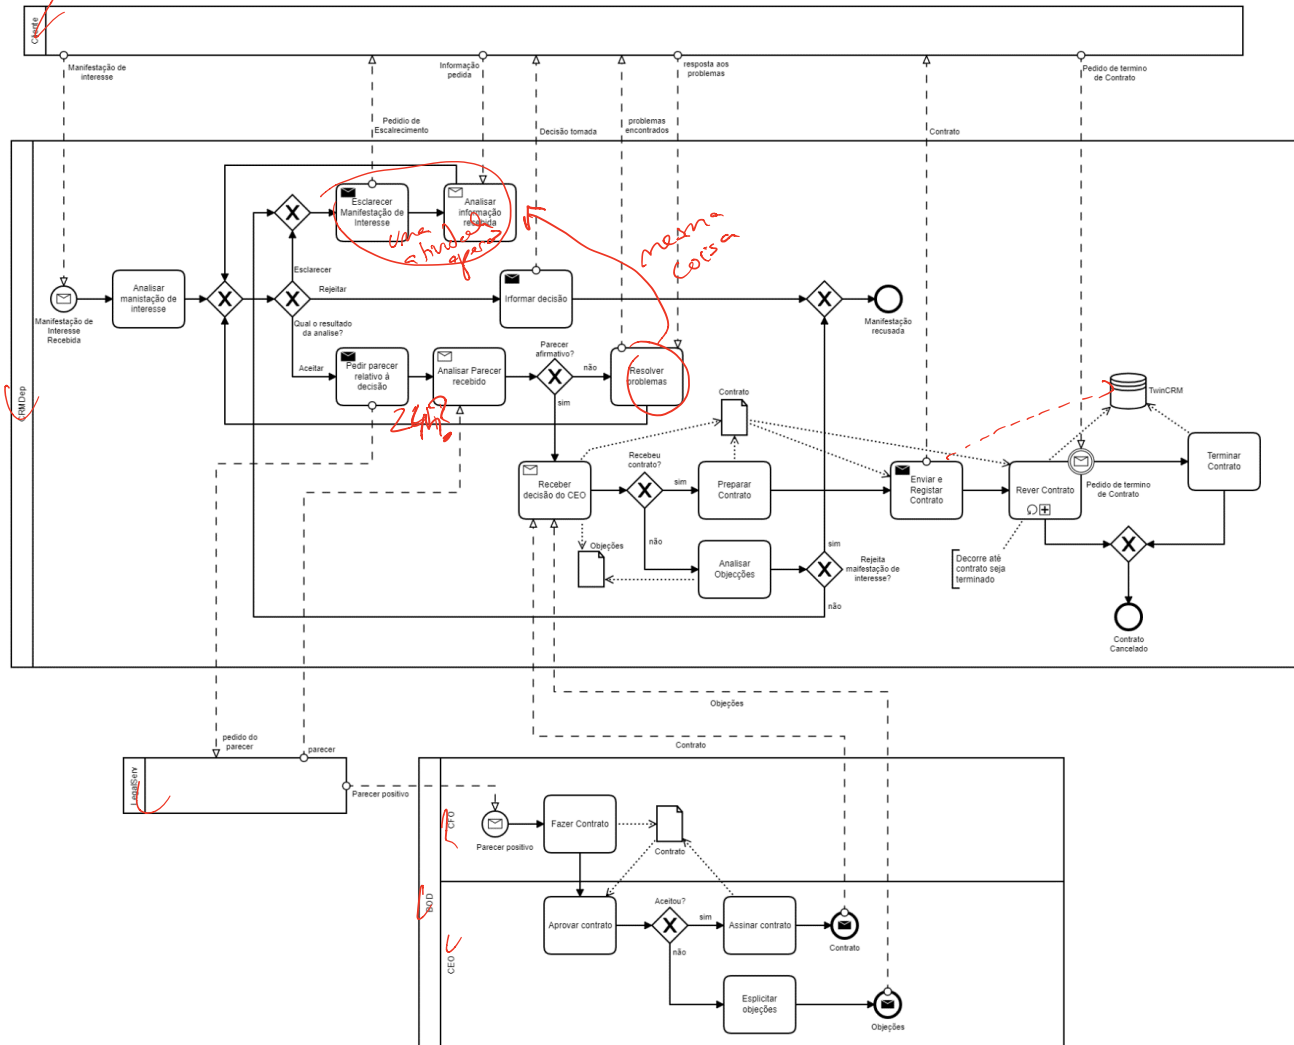 Cliente
Manifestação de
interesse
Informação
pedida
resposta aos
problemas
Pedido de termino
de Contrato
Pedidio de
Escalrecimento
Decisão tomada
problemas
encontrados
Contrato
CRMDep
Esclarecer
Manifestação de
Interesse
Analisar
informação
recebida
uma
atividade
apenas
mesma
coisa
Esclarecer
Analisar
manistação de
interesse
Rejeitar
Informar decisão
Manifestação de
Interesse
Recebida
Qual o resultado
da analise?
Manifestação
recusada
Aceitar
Pedir parecer
relativo á
decisão
Analisar Parecer
recebido
Parecer
afirmativo?
não
sim
Resolver
problemas
Contrato
TwinCRM
Receber
decisão do CEO
Recebeu
contrato?
sim
não
Preparar
Contrato
Enviar e
Registar
Contrato
Rever Contrato
Pedido de termino
de Contrato
Terminar
Contrato
Objeções
Analisar
Objecções
sim
Rejeita
maifestação de
interesse?
não
Decorre até
contrato seja
terminado
Contrato
Cancelado
Objeções
Contrato
pedido do
parecer
parecer
LegalServ
Parecer positivo
BOD
CFO
Parecer positivo
Fazer Contrato
Contrato
CEO
Aprovar contrato
Aceitou?
sim
não
Assinar contrato
Contrato
Esplicitar
objeções
Objeções